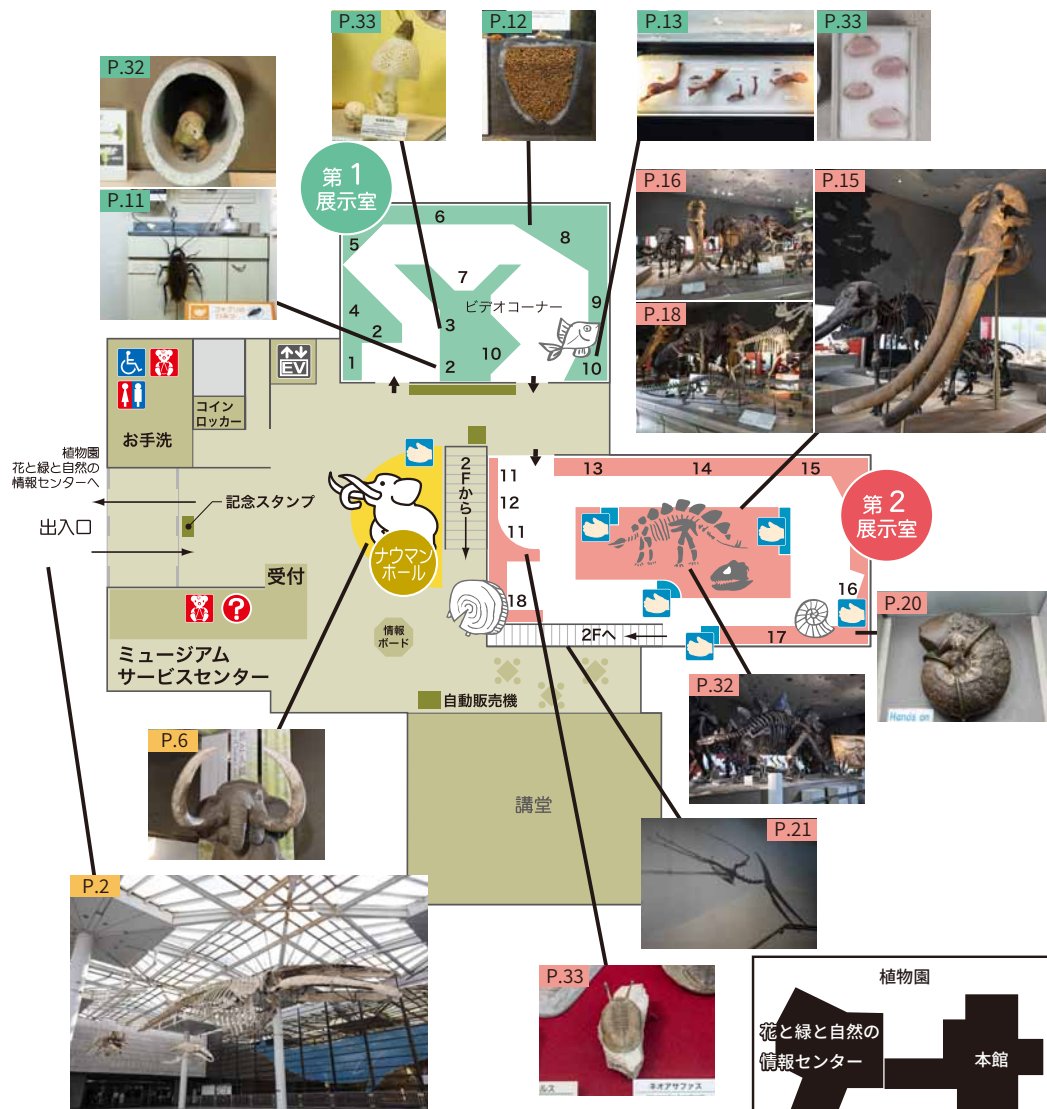 P.33
P.12
P.13
P.33
P.32
P.11
第1
展示室
P.16
P.15
P.18
6
5
8
7
ビデオコーナー
9
4
3
2
10
1
2
10
EV
コイン
ロッカー
お手洗
植物園
花と緑と自然の
情報センターへ
記念スタンプ
出入口
2Fから
11
12
11
13
14
15
第2
展示室
ナウマン
ホール
受付
?
16
18
17
2Fへ
P.20
Hands on
情報
ボード
ミュージアム
サービスセンター
自動販売機
P.32
P.6
講堂
P.21
P.2
P.33
ルス
ネオアサファス
植物園
花と緑と自然の
情報センター
本館